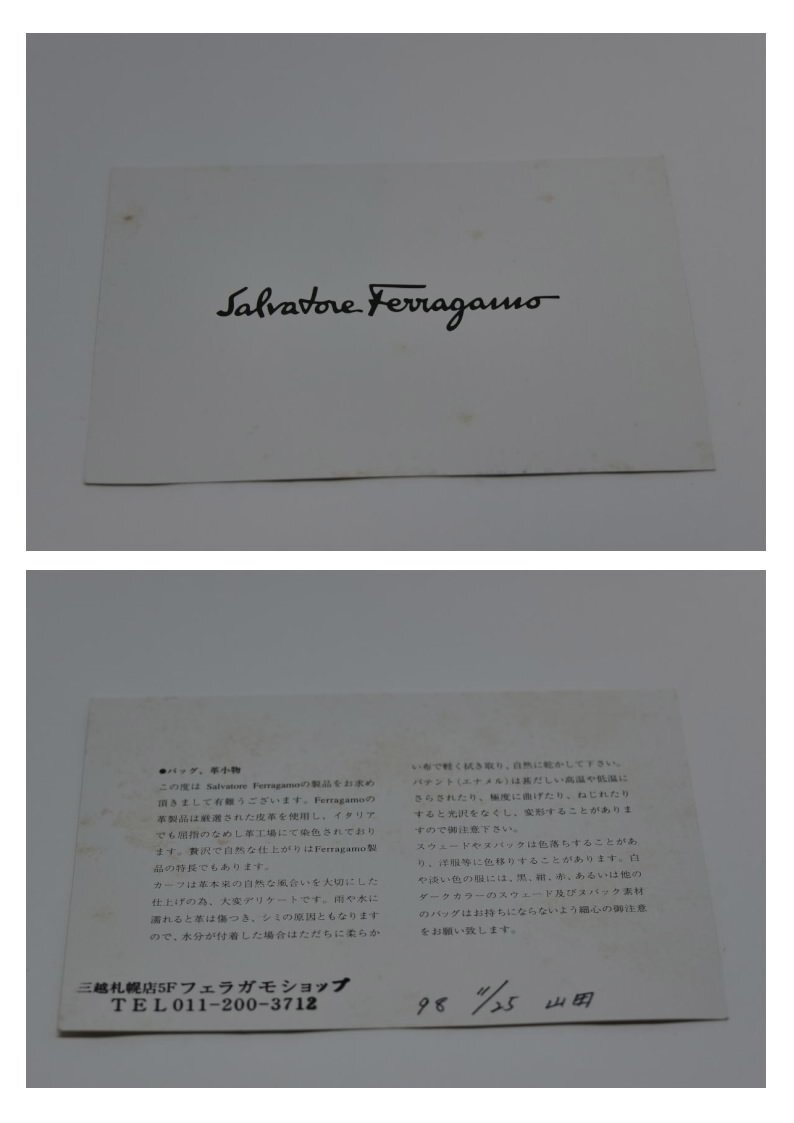 Salvatore Ferragamo
●バッグ、革小物
この度は Salvatore Ferragamoの製品をお求め
頂きまして有難うございます。Ferragamoの
革製品は厳選された皮革を使用し、イタリア
でも屈指のなめし革工場にて染色されており
ます。贅沢で自然な仕上がりはFerragamo製
品の特長でもあります。
カーフは革本来の自然な風合いを大切にした
仕上げの為、大変デリケートです。雨や水に
濡れると革は傷つき、シミの原因ともなります
ので、水分が付着した場合はただちに柔らか
い布で軽く拭き取り、自然に乾かして下さい。
パテント(エナメル)は甚だしい高温や低温に
さらされたり、極度に曲げたり、ねじれたり
すると光沢をなくし、変形することがありま
すので御注意下さい。
スウェードやヌバックは色落ちすることがあ
り、洋服等に色移りすることがあります。白
や淡い色の服には、黒、紺、赤、あるいは他の
ダークカラーのスウェード及びヌバック素材
のバッグはお持ちにならないよう細心の御注意
をお願い致します。
三越札幌店5Fフェラガモショップ
TEL011-200-3712
98 11/25 山田